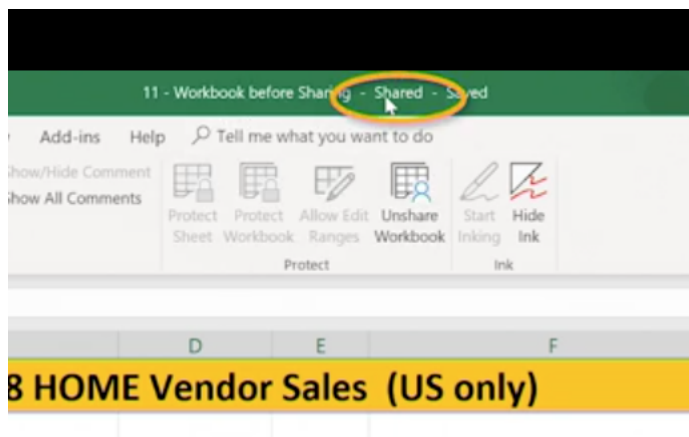 11 - Workbook before Sharing - Shared - Saved
Add-ins Help Tell me what you want to do
Show/Hide Comment
Show All Comments
Protect Sheet
Protect Workbook
Allow Edit Ranges
Unshare Workbook
Start Inking
Hide Ink
Protect
Ink
D E F
8 HOME Vendor Sales (US only)